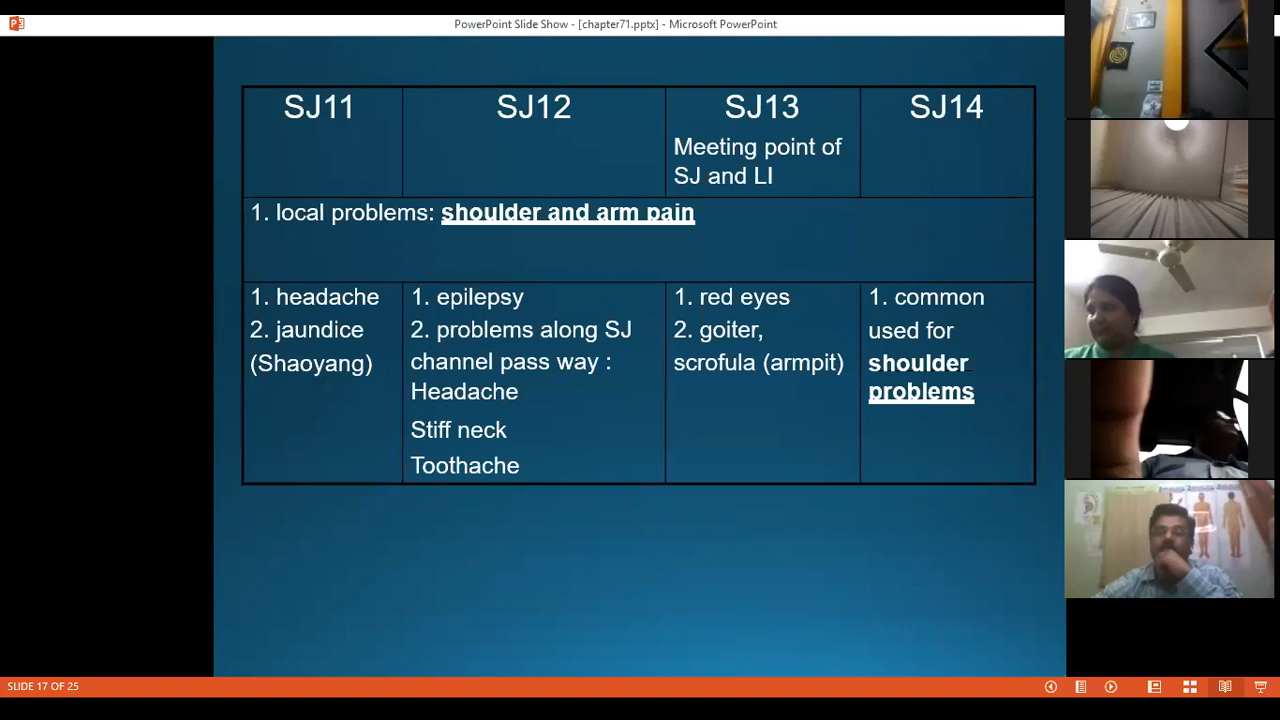 PowerPoint Slide Show - [chapter71.pptx] - Microsoft PowerPoint
SJ11
SJ12
SJ13
SJ14
Meeting point of
SJ and LI
1. local problems: shoulder and arm pain
1. headache
2. jaundice
(Shaoyang)
1. epilepsy
2. problems along SJ
channel pass way :
Headache
Stiff neck
Toothache
1. red eyes
2. goiter,
scrofula (armpit)
1. common
used for
shoulder
problems
SLIDE 17 OF 25